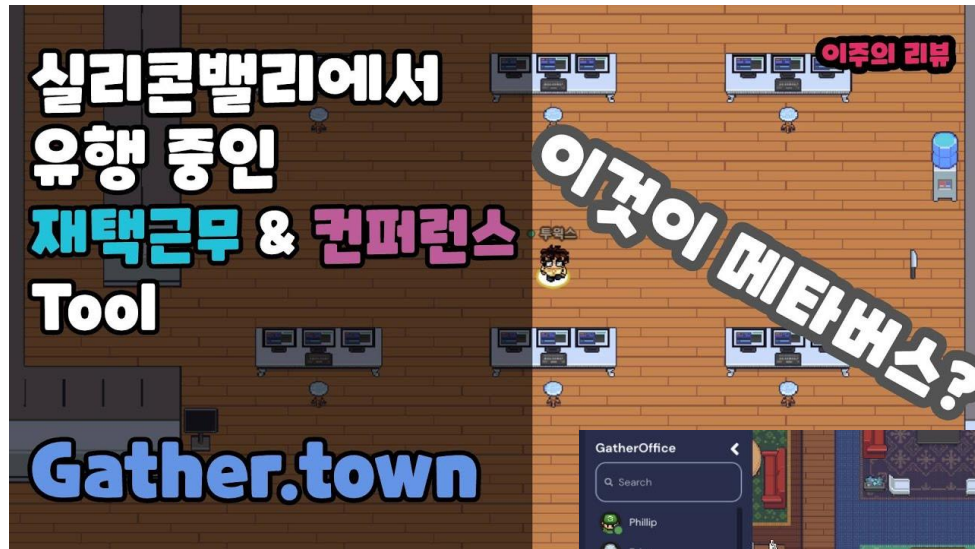 실리콘밸리에서
유행 중인
재택근무 & 컨퍼런스
Tool
Gather.town
이주의 리뷰
투웍스
이것이 메타버스?
GatherOffice
Search
Phillip